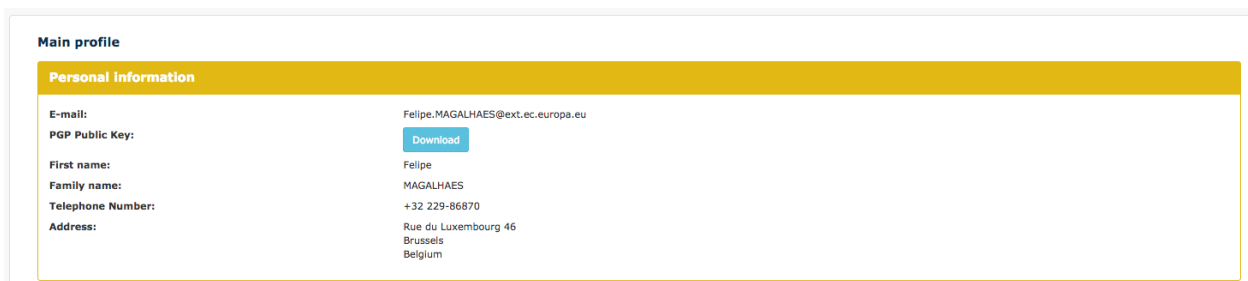 Main profile
Personal information
E-mail: Felipe.MAGALHAES@ext.ec.europa.eu
PGP Public Key: Download
First name: Felipe
Family name: MAGALHAES
Telephone Number: +32 229-86870
Address: Rue du Luxembourg 46
Brussels
Belgium